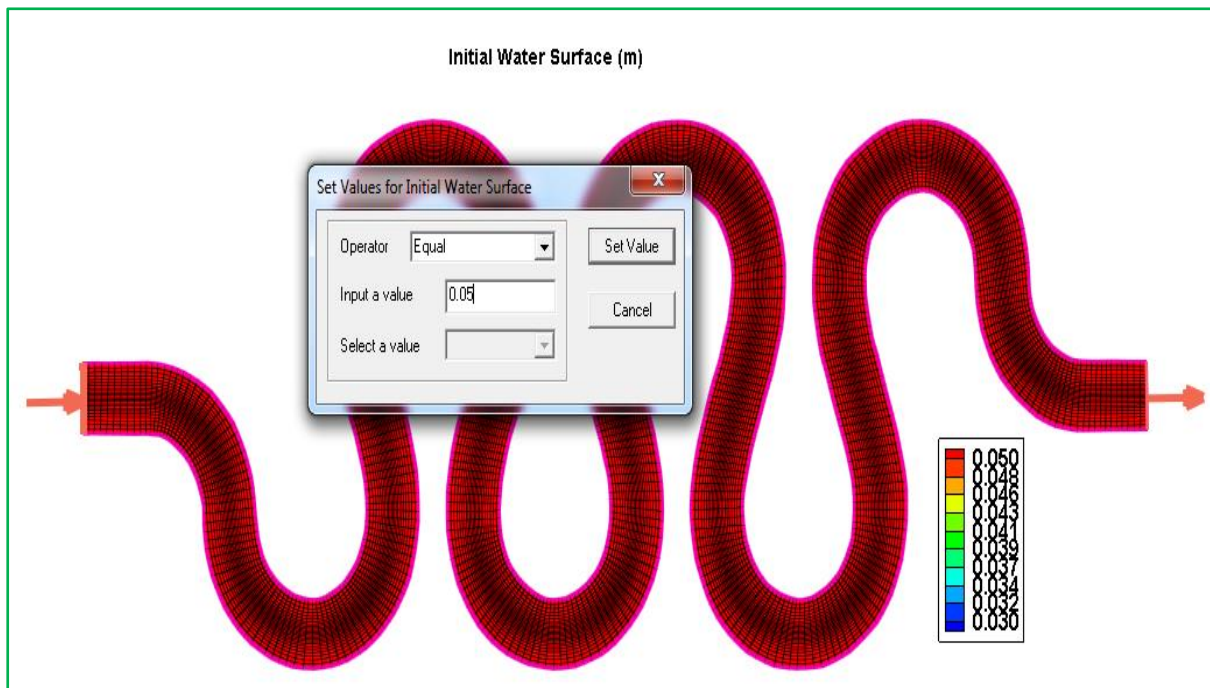 Initial Water Surface (m)
Set Values for Initial Water Surface
X
Operator Equal
Set Value
Input a value 0.05
Cancel
Select a value
0.050
0.048
0.046
0.043
0.041
0.039
0.037
0.034
0.032
0.030